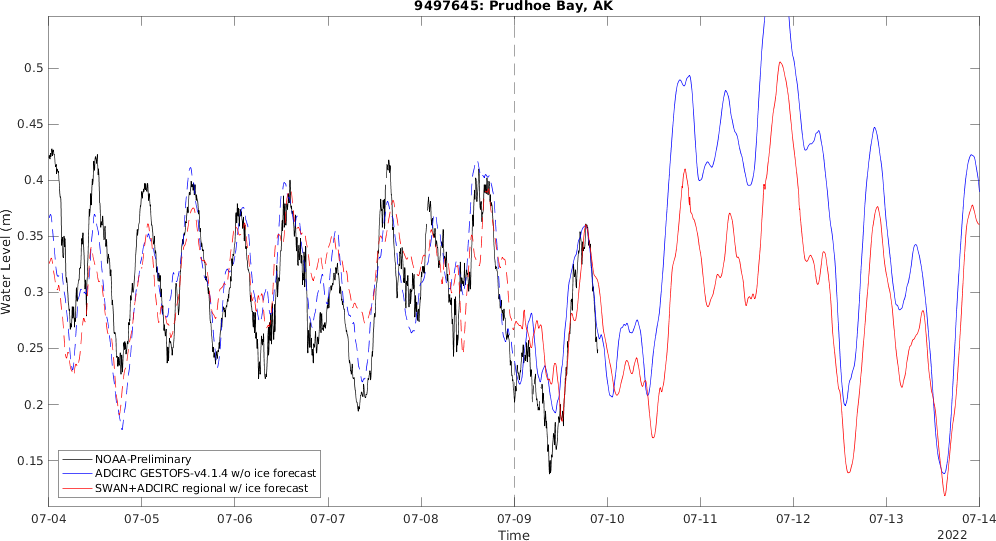 9497645: Prudhoe Bay, AK
0.5
0.45
0.4
0.35
0.3
0.25
0.2
0.15
Water Level (m)
NOAA-Preliminary
ADCIRC GESTOFS-v4.1.4 w/o ice forecast
SWAN+ADCIRC regional w/ ice forecast
07-04 07-05 07-06 07-07 07-08 07-09 07-10 07-11 07-12 07-13 07-14
Time
2022